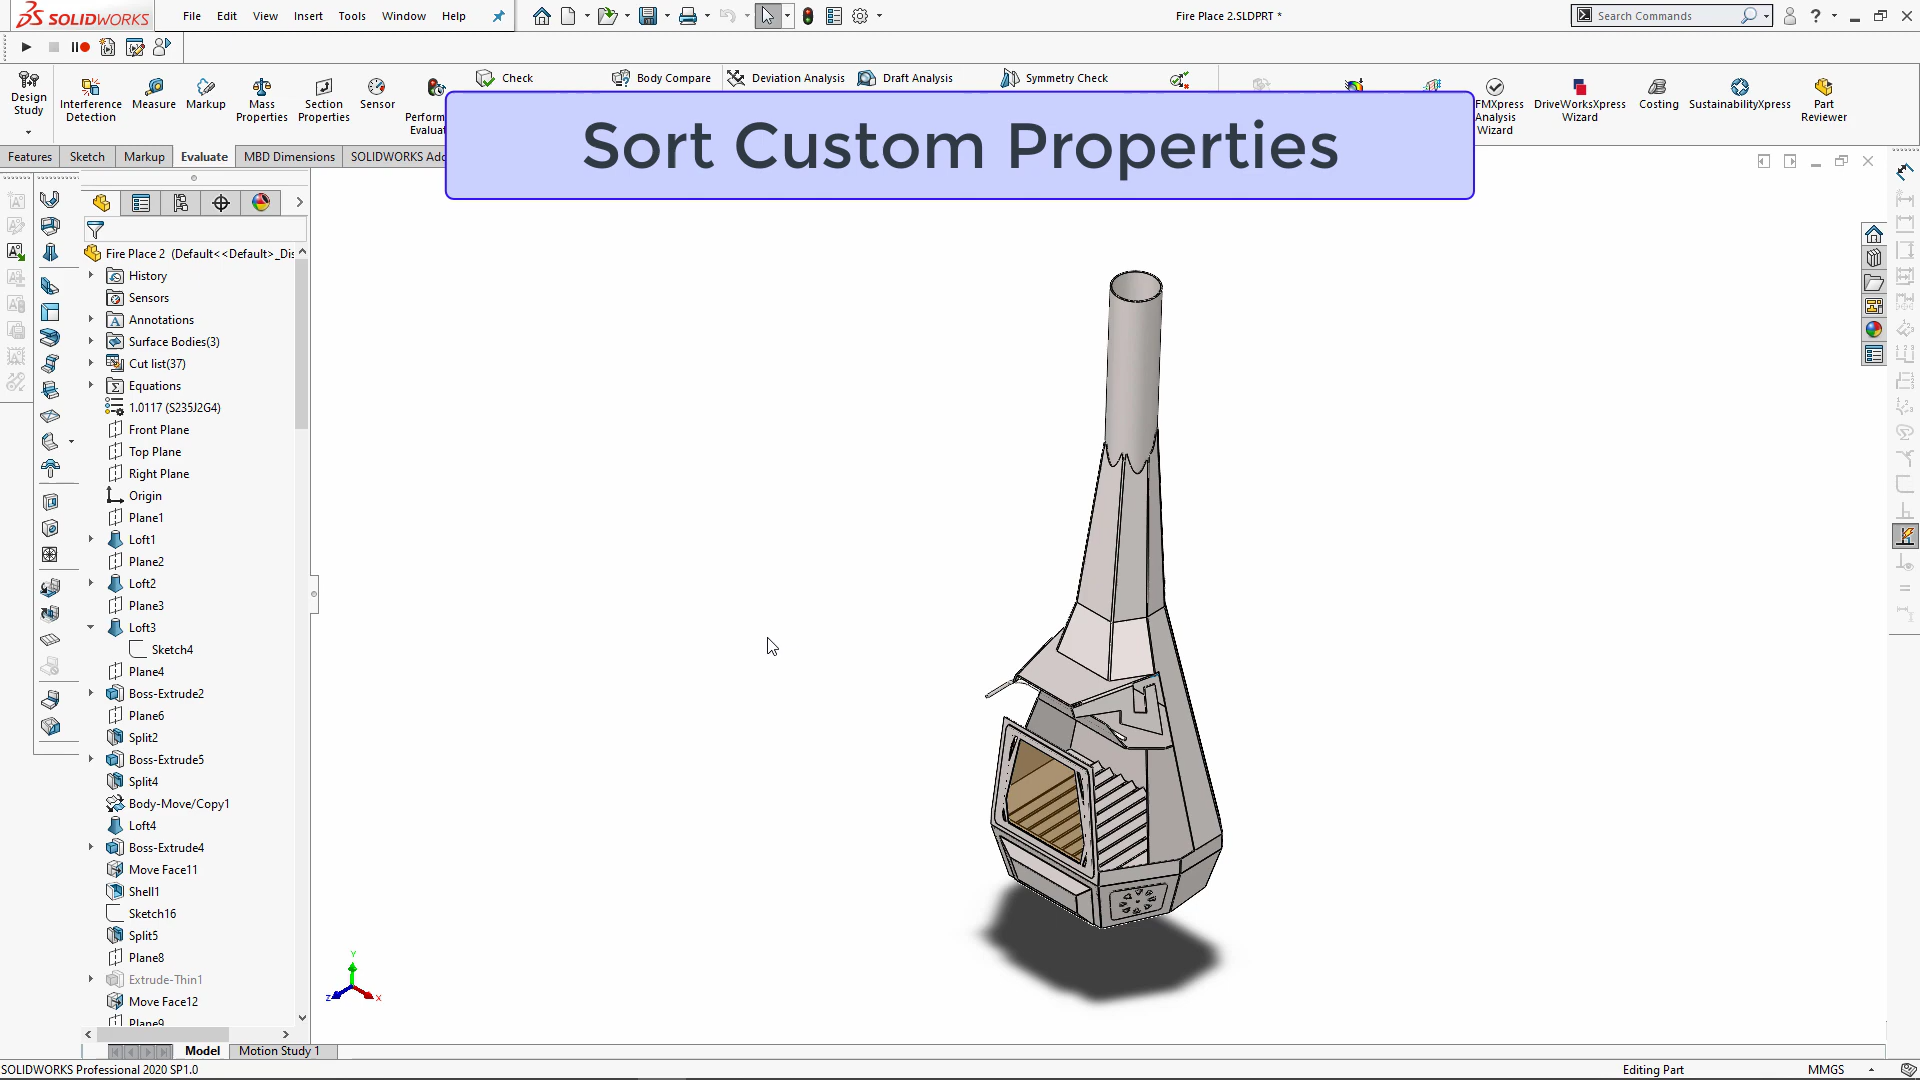 SOLIDWORKS
File Edit View Insert Tools Window Help
Fire Place 2.SLDPRT *
Search Commands
Design Study
Interference Detection
Measure
Markup
Mass Properties
Section Properties
Sensor
Perform
Evaluat
Check
Body Compare
Deviation Analysis
Draft Analysis
Symmetry Check
FMXpress
Analysis
Wizard
DriveWorksXpress
Wizard
Costing
SustainabilityXpress
Part
Reviewer
Sort Custom Properties
Features Sketch Markup Evaluate MBD Dimensions SOLIDWORKS Add
Fire Place 2 (Default<<Default>_Dis
History
Sensors
Annotations
Surface Bodies(3)
Cut list(37)
Equations
1.0117 (S235J2G4)
Front Plane
Top Plane
Right Plane
Origin
Plane1
Loft1
Plane2
Loft2
Plane3
Loft3
Sketch4
Plane4
Boss-Extrude2
Plane6
Split2
Boss-Extrude5
Split4
Body-Move/Copy1
Loft4
Boss-Extrude4
Move Face11
Shell1
Sketch16
Split5
Plane8
Extrude-Thin1
Move Face12
Plane9
Y
Z
X
Model Motion Study 1
SOLIDWORKS Professional 2020 SP1.0
Editing Part
MMGS